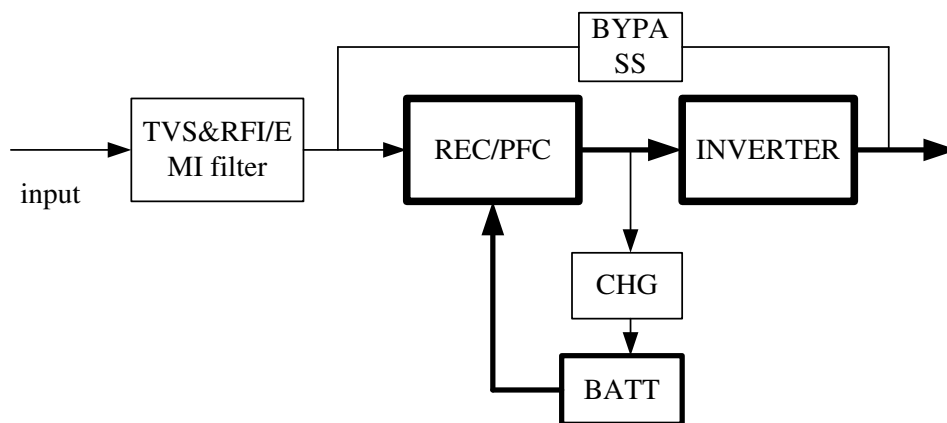 BYPA
SS
TVS&RFI/E
MI filter
REC/PFC
INVERTER
input
CHG
BATT